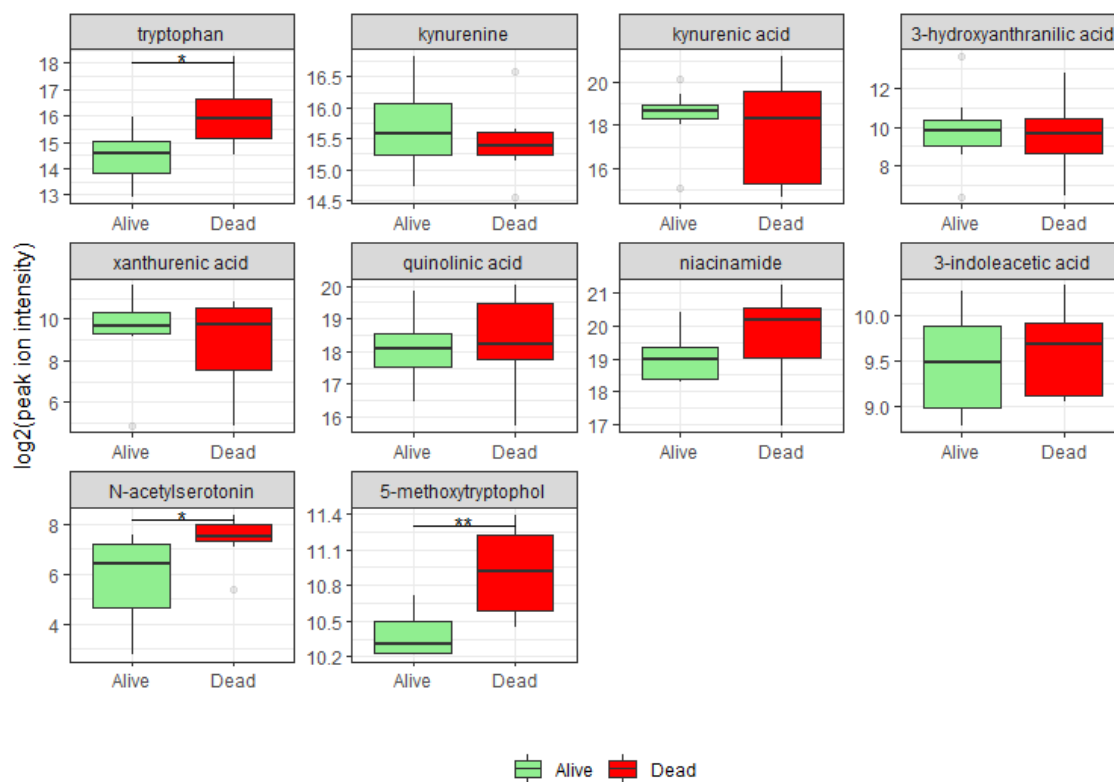 tryptophan
kynurenine
kynurenic acid
3-hydroxyanthranilic acid
18
17
16
15
14
13
*
Alive
Dead
16.5
16.0
15.5
15.0
14.5
Alive
Dead
20
18
16
Alive
Dead
12
10
8
Alive
Dead
log2(peak ion intensity)
xanthurenic acid
quinolinic acid
niacinamide
3-indoleacetic acid
10
8
6
Alive
Dead
20
19
18
17
16
Alive
Dead
21
20
19
18
17
Alive
Dead
10.0
9.5
9.0
Alive
Dead
N-acetylserotonin
5-methoxytryptophol
8
6
4
*
Alive
Dead
11.4
11.1
10.8
10.5
10.2
**
Alive
Dead
Alive
Dead